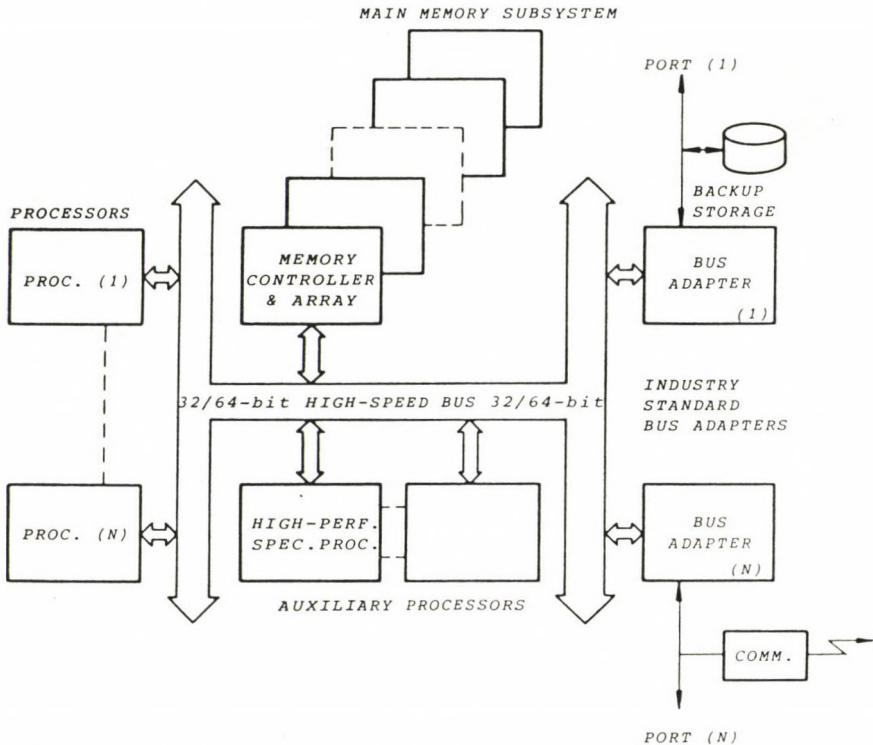 MAIN MEMORY SUBSYSTEM
PORT (1)
BACKUP
STORAGE
PROCESSORS
PROC. (1)
MEMORY
CONTROLLER
& ARRAY
BUS
ADAPTER
(1)
32/64-bit HIGH-SPEED BUS 32/64-bit
INDUSTRY
STANDARD
BUS ADAPTERS
PROC. (N)
HIGH-PERF.
SPEC.PROC.
BUS
ADAPTER
(N)
AUXILIARY PROCESSORS
COMM.
PORT (N)